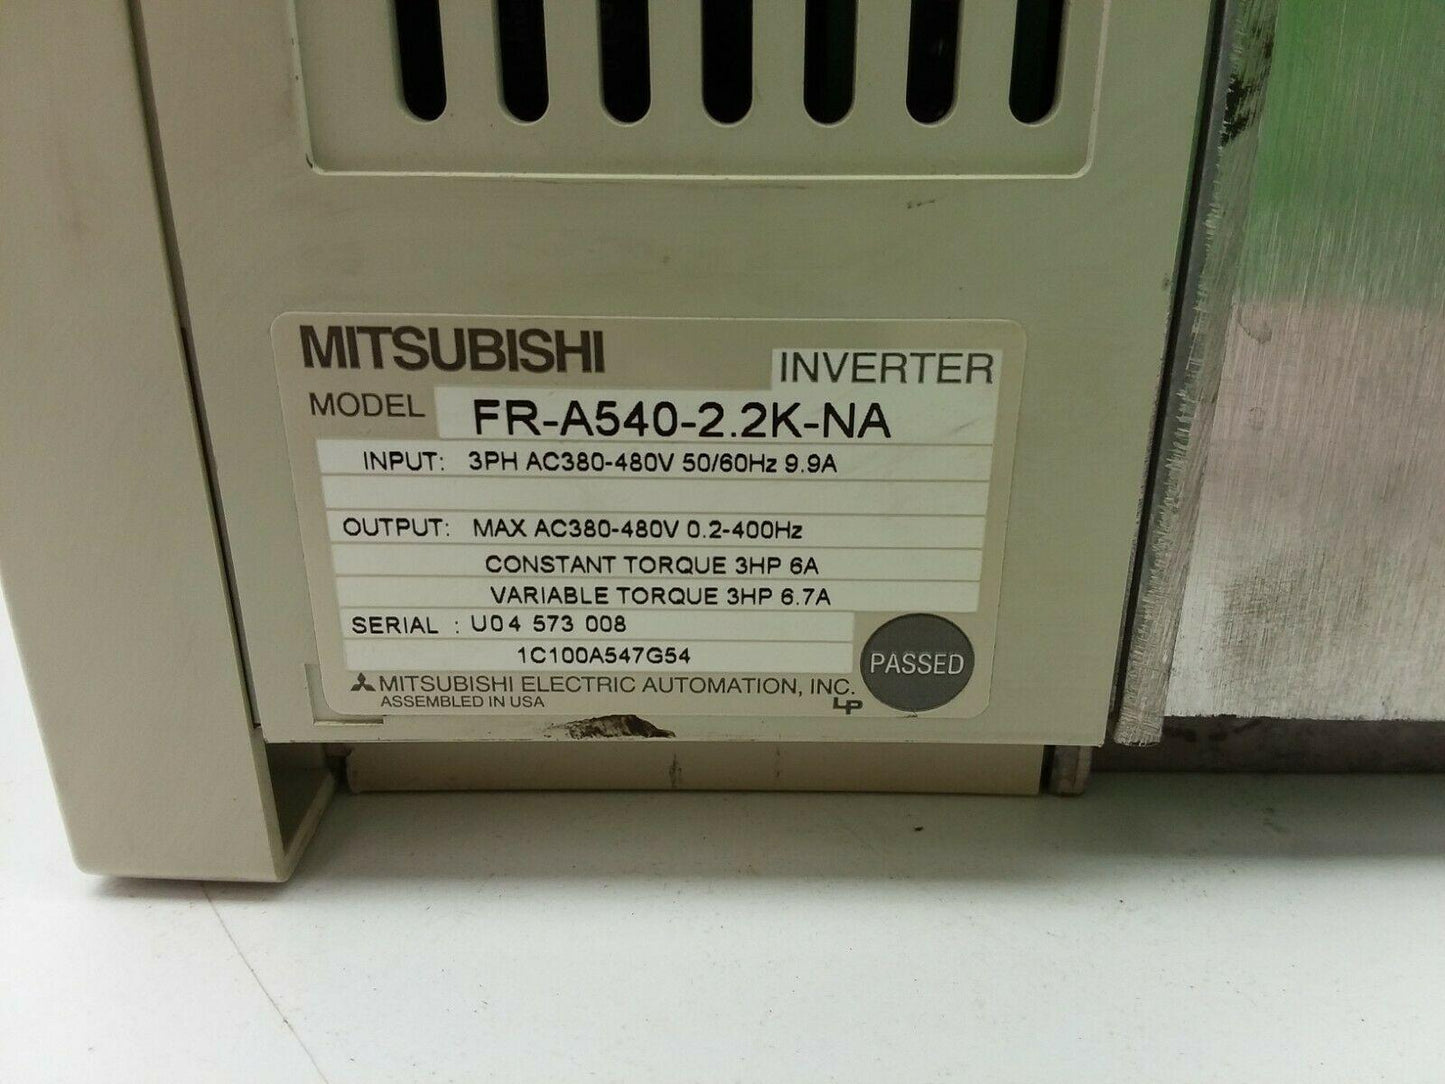 MITSUBISHI
INVERTER
MODEL FR-A540-2.2K-NA
INPUT: 3PH AC380-480V 50/60Hz 9.9A
OUTPUT: MAX AC380-480V 0.2-400Hz
CONSTANT TORQUE 3HP 6A
VARIABLE TORQUE 3HP 6.7A
SERIAL : U04 573 008
1C100A547G54
PASSED
MITSUBISHI ELECTRIC AUTOMATION, INC.
ASSEMBLED IN USA
LP